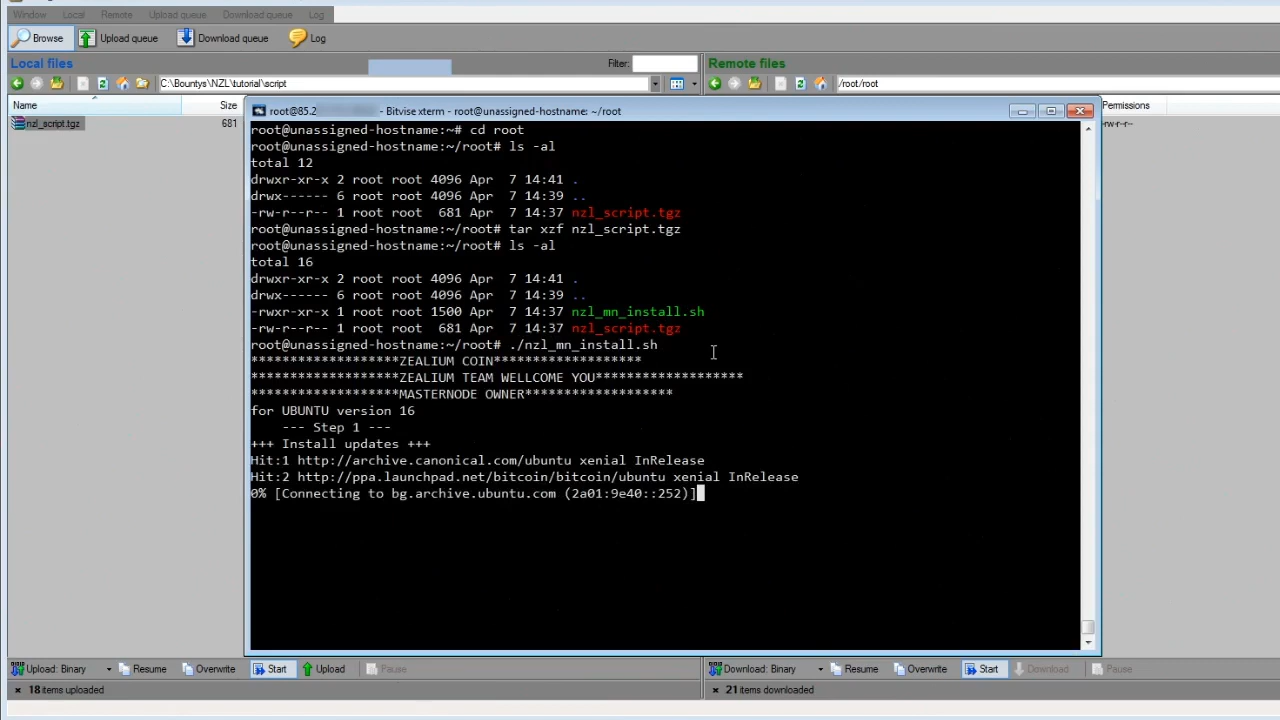 Window Local Remote Upload queue Download queue Log
Browse Upload queue Download queue Log
Local files Filter: Remote files
C:\Bountys\NZL\tutorial\script /root/root
Name Size Permissions
nzl_script.tgz 681 -rw-r--r--
root@85.2 - Bitvise xterm - root@unassigned-hostname: ~/root
root@unassigned-hostname:~# cd root
root@unassigned-hostname:~/root# ls -al
total 12
drwxr-xr-x 2 root root 4096 Apr  7 14:41 .
drwx------ 6 root root 4096 Apr  7 14:39 ..
-rw-r--r-- 1 root root  681 Apr  7 14:37 nzl_script.tgz
root@unassigned-hostname:~/root# tar xzf nzl_script.tgz
root@unassigned-hostname:~/root# ls -al
total 16
drwxr-xr-x 2 root root 4096 Apr  7 14:41 .
drwx------ 6 root root 4096 Apr  7 14:39 ..
-rwxr-xr-x 1 root root 1500 Apr  7 14:37 nzl_mn_install.sh
-rw-r--r-- 1 root root  681 Apr  7 14:37 nzl_script.tgz
root@unassigned-hostname:~/root# ./nzl_mn_install.sh
*******************ZEALIUM COIN*******************
*******************ZEALIUM TEAM WELLCOME YOU*******************
*******************MASTERNODE OWNER*******************
for UBUNTU version 16
--- Step 1 ---
+++ Install updates +++
Hit:1 http://archive.canonical.com/ubuntu xenial InRelease
Hit:2 http://ppa.launchpad.net/bitcoin/bitcoin/ubuntu xenial InRelease
0% [Connecting to bg.archive.ubuntu.com (2a01:9e40::252)]
Upload: Binary Resume Overwrite Start Upload Pause Download: Binary Resume Overwrite Start Download Pause
18 items uploaded 21 items downloaded